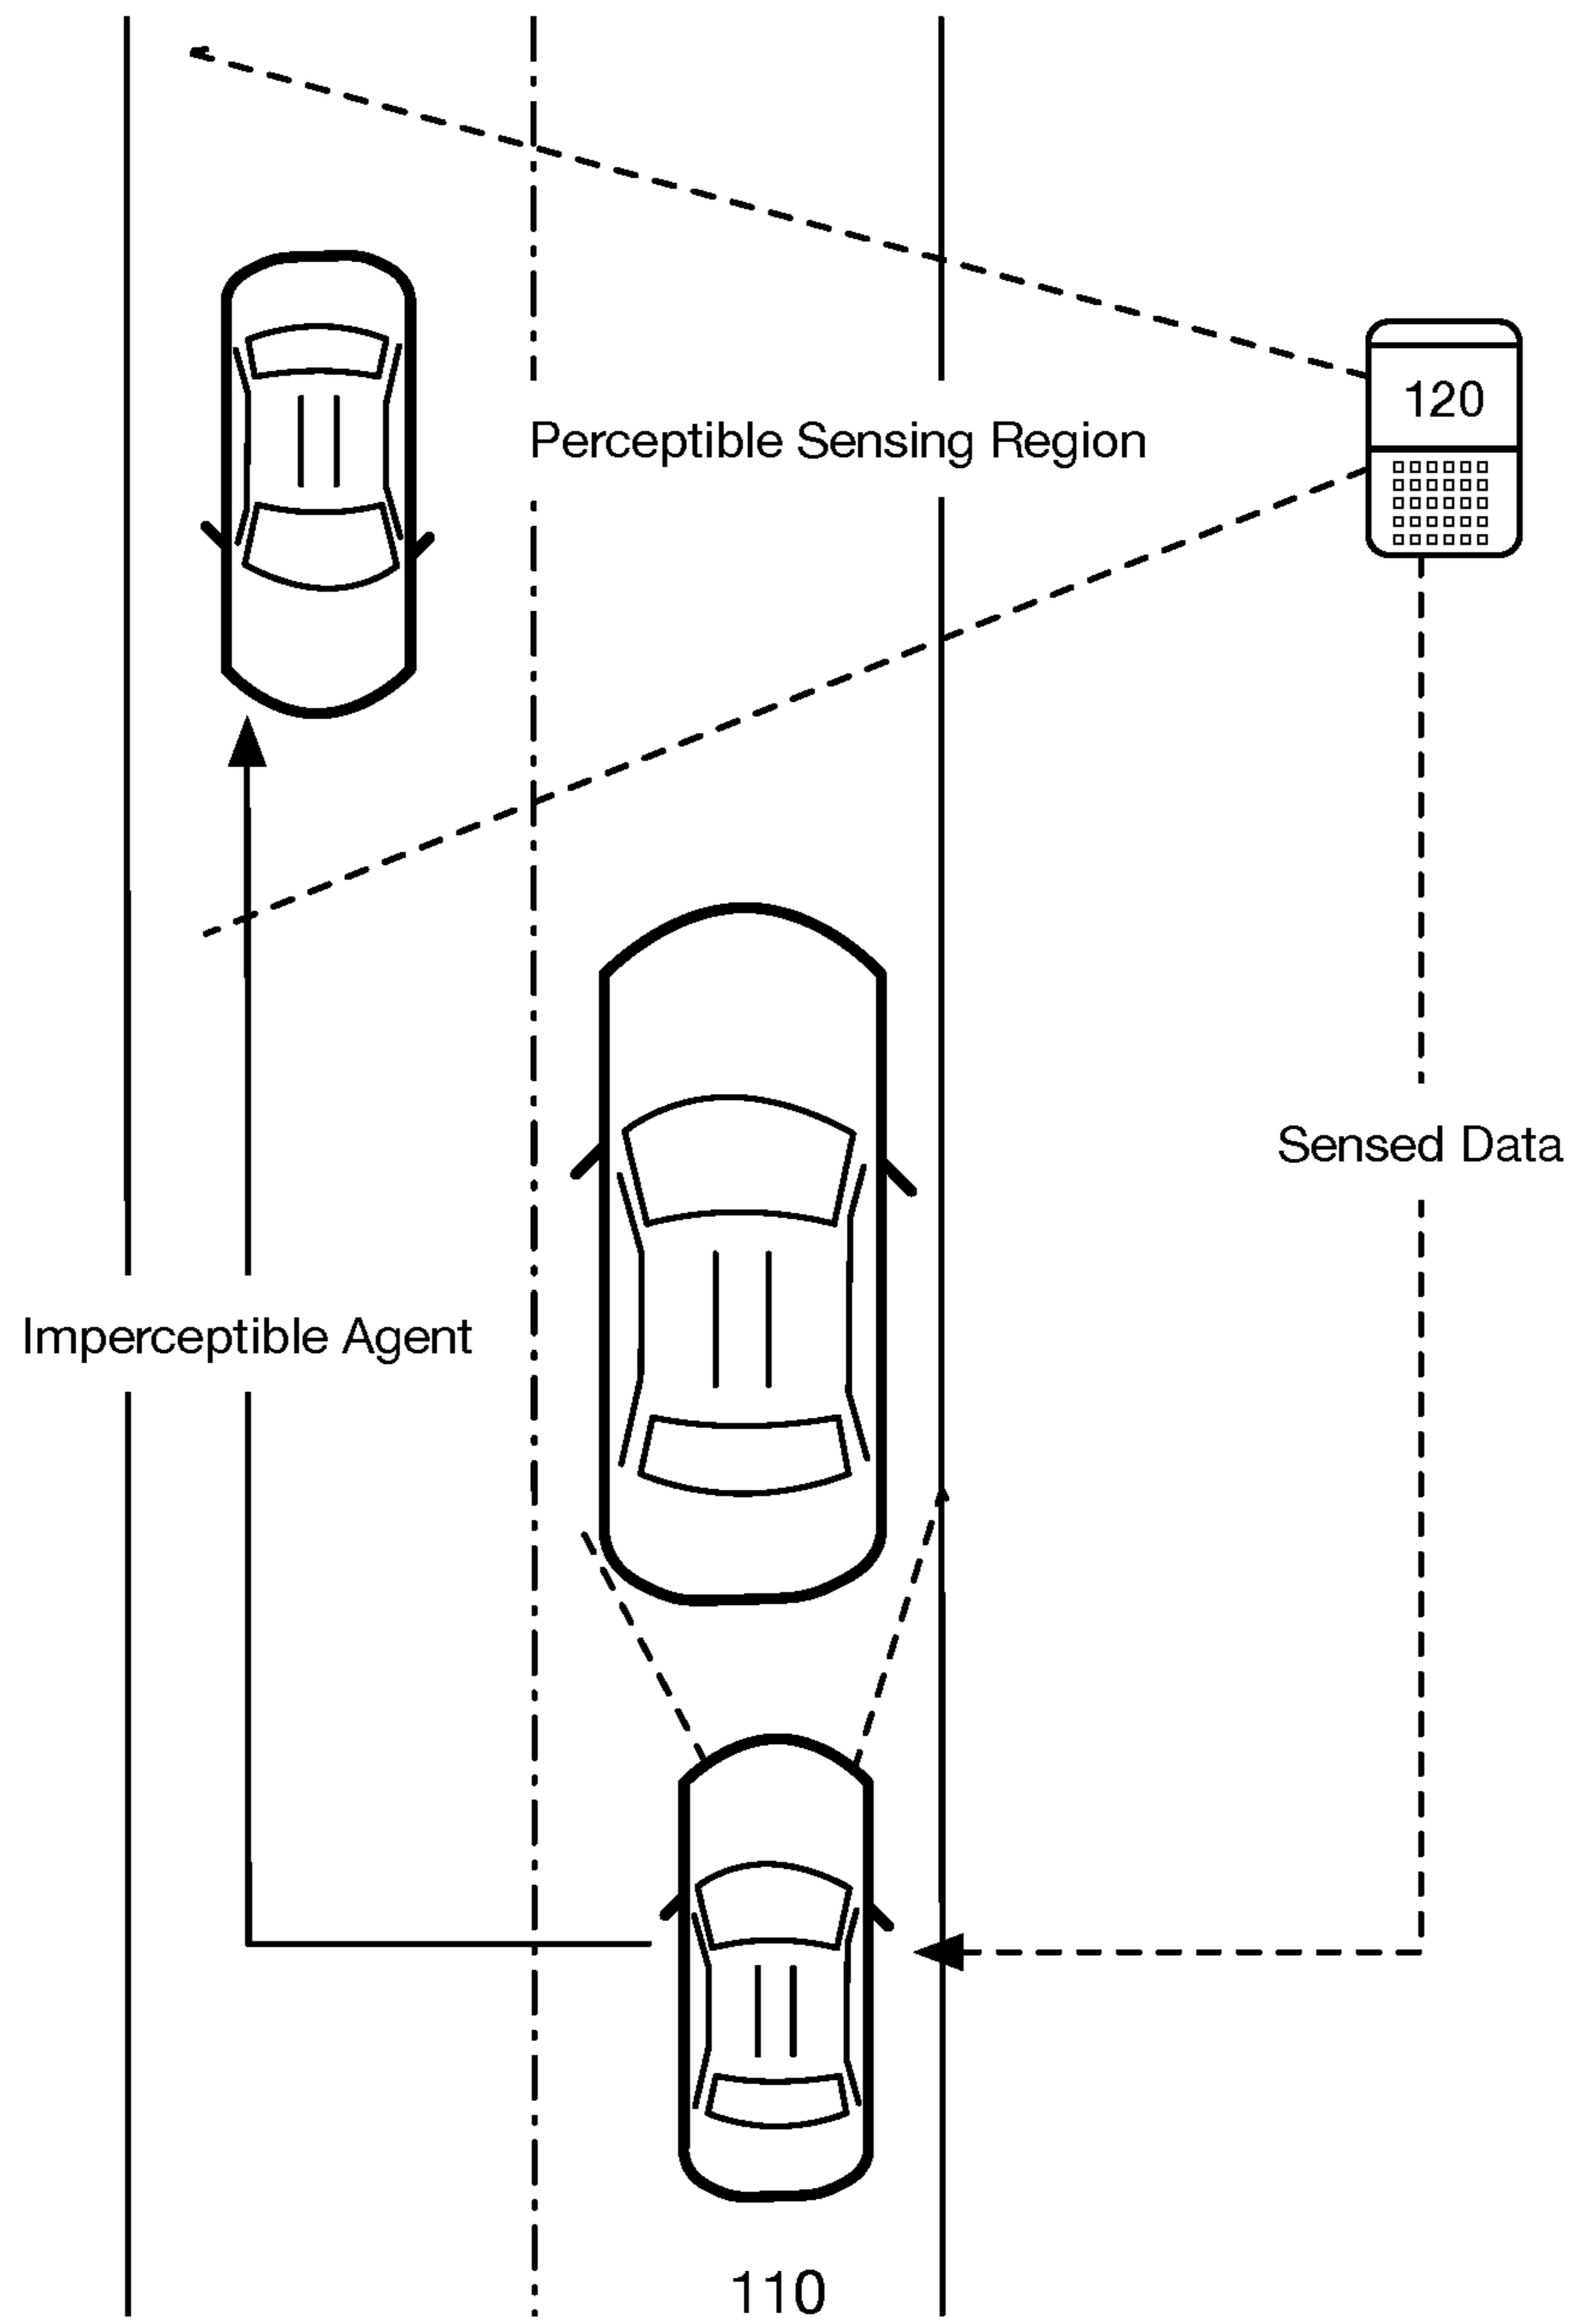 120
Perceptible Sensing Region
Sensed Data
Imperceptible Agent
110